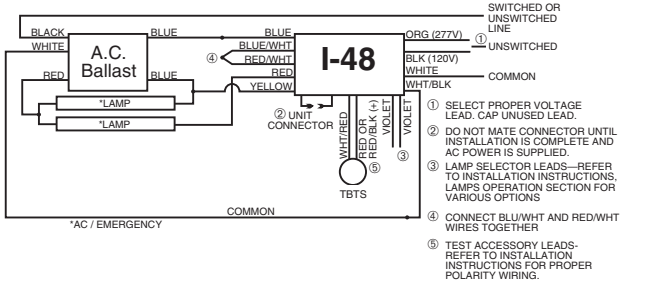 SWITCHED OR
UNSWITCHED
LINE
BLACK
BLUE
BLUE
ORG (277V)
①
WHITE
BLUE/WHT
UNSWITCHED
A.C.
Ballast
④
RED/WHT
I-48
BLK (120V)
RED
BLUE
RED
WHITE
COMMON
YELLOW
WHT/BLK
*LAMP
*LAMP
② UNIT
CONNECTOR
WHT/RED
RED OR
RED/BLK (+)
VIOLET
VIOLET
③
⑤
TBTS
COMMON
*AC / EMERGENCY
① SELECT PROPER VOLTAGE
LEAD. CAP UNUSED LEAD.
② DO NOT MATE CONNECTOR UNTIL
INSTALLATION IS COMPLETE AND
AC POWER IS SUPPLIED.
③ LAMP SELECTOR LEADS—REFER
TO INSTALLATION INSTRUCTIONS,
LAMPS OPERATION SECTION FOR
VARIOUS OPTIONS
④ CONNECT BLU/WHT AND RED/WHT
WIRES TOGETHER
⑤ TEST ACCESSORY LEADS-
REFER TO INSTALLATION
INSTRUCTIONS FOR PROPER
POLARITY WIRING.